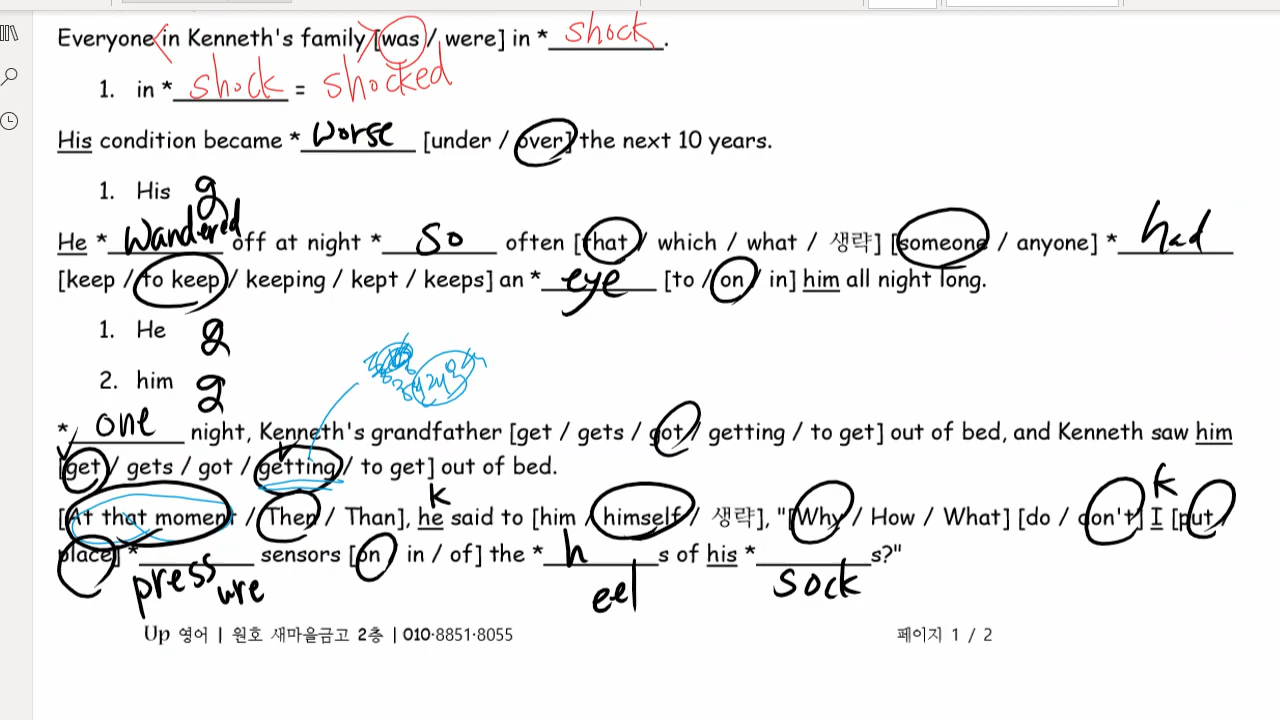 Everyone in Kenneth's family [was / were] in * shock.
1. in * shock = shocked
His condition became * worse [under / over] the next 10 years.
1. His g
He * wandered off at night * so often [that / which / what / 생략] [someone / anyone] * had
[keep / to keep / keeping / kept / keeps] an * eye [to / on / in] him all night long.
1. He g
2. him g
* one night, Kenneth's grandfather [get / gets / got / getting / to get] out of bed, and Kenneth saw him
[get / gets / got / getting / to get] out of bed.
k k
[At that moment / Then / Than], he said to [him / himself / 생략], "[Why / How / What] [do / don't] I [put /
place] * pressure sensors [on / in / of] the * heels of his * socks?"
Up 영어 | 원호 새마을금고 2층 | 010-8851-8055 페이지 1 / 2